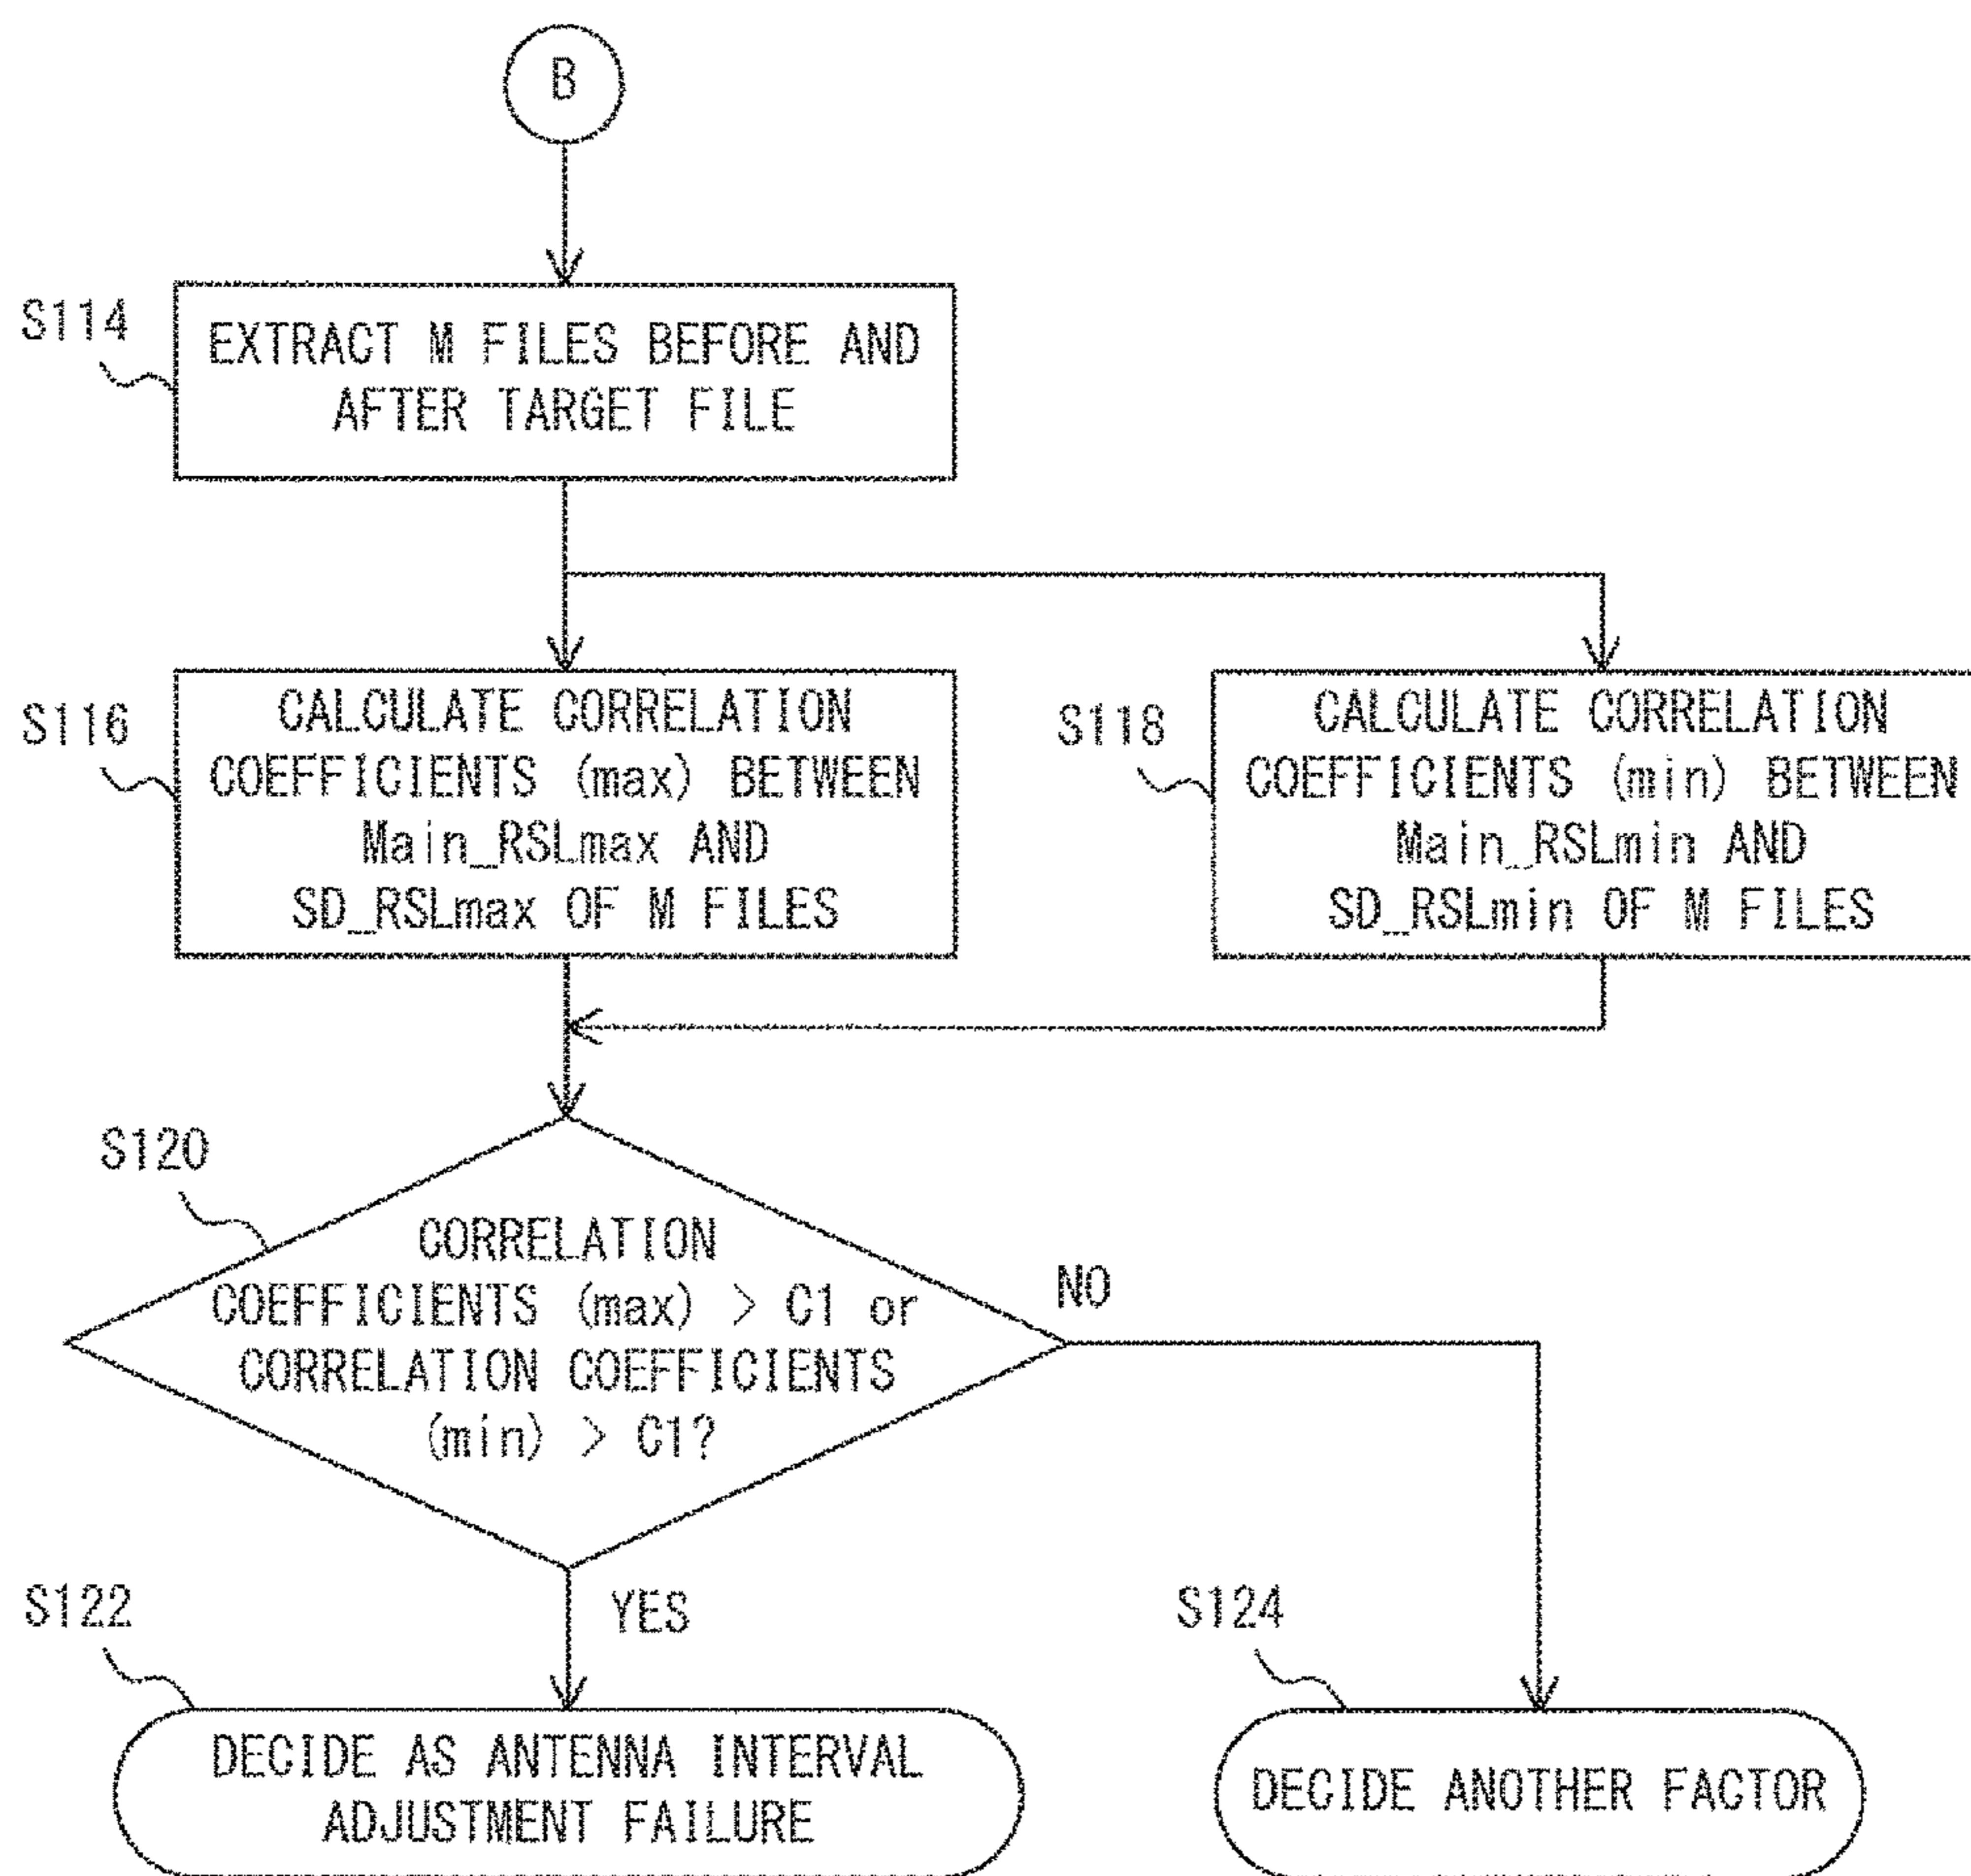 B
S114
EXTRACT M FILES BEFORE AND
AFTER TARGET FILE
S116
CALCULATE CORRELATION
COEFFICIENTS (max) BETWEEN
Main_RSLmax AND
SD_RSLmax OF M FILES
S118
CALCULATE CORRELATION
COEFFICIENTS (min) BETWEEN
Main_RSLmin AND
SD_RSLmin OF M FILES
S120
CORRELATION
COEFFICIENTS (max) > C1 or
CORRELATION COEFFICIENTS
(min) > C1?
NO
YES
S122
DECIDE AS ANTENNA INTERVAL
ADJUSTMENT FAILURE
S124
DECIDE ANOTHER FACTOR